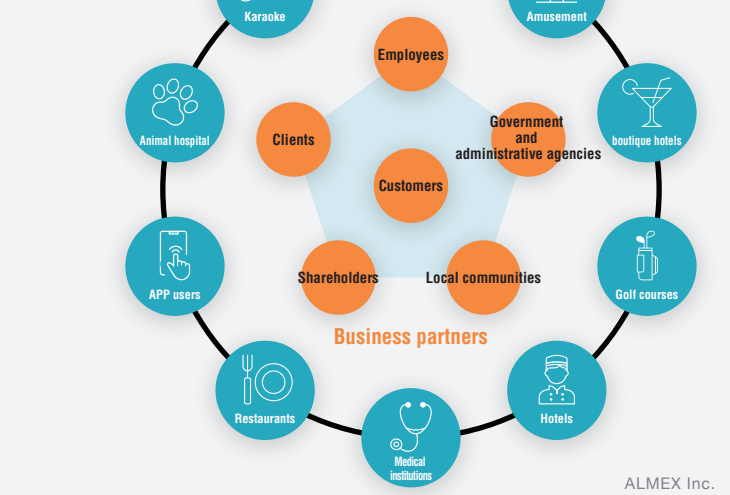 Karaoke
Amusement
Employees
Animal hospital
Clients
Government
and
administrative agencies
boutique hotels
Customers
APP users
Shareholders
Local communities
Golf courses
Business partners
Restaurants
Hotels
Medical
institutions
ALMEX Inc.